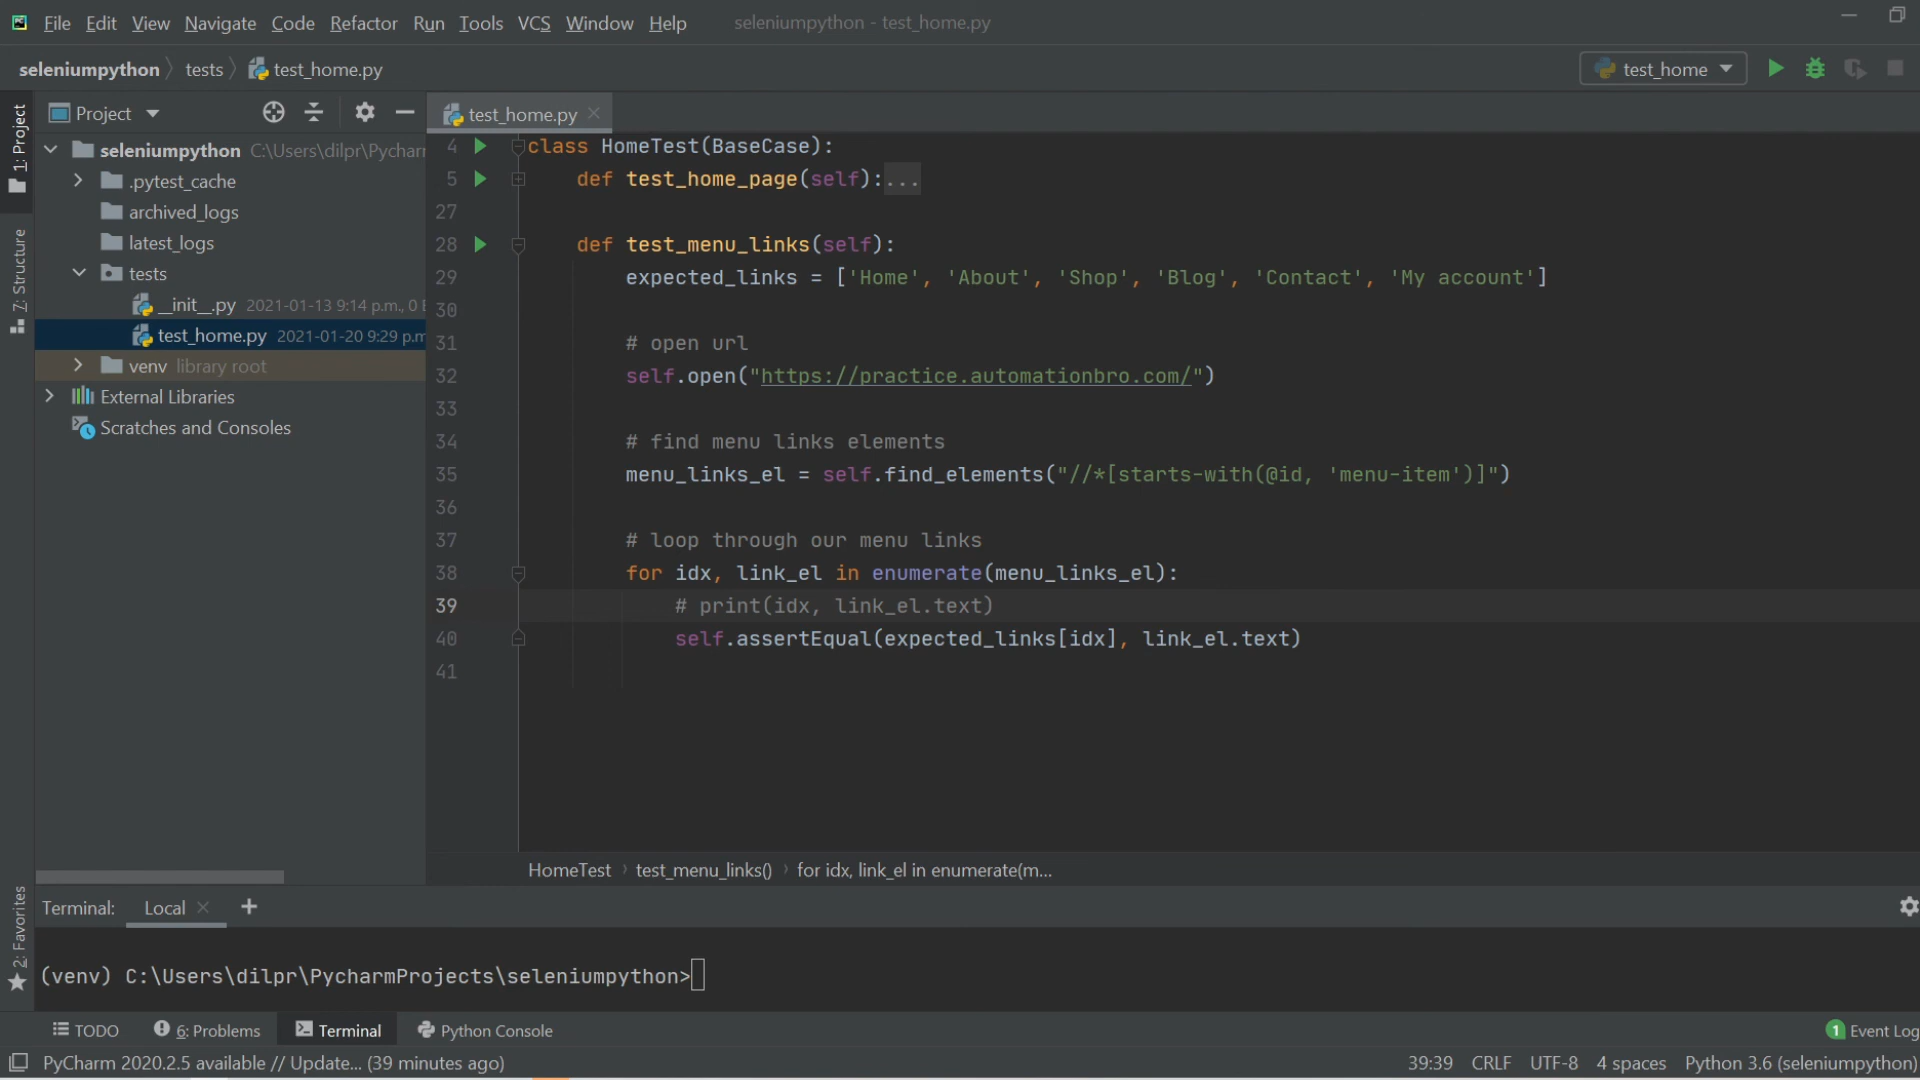 File Edit View Navigate Code Refactor Run Tools VCS Window Help seleniumpython - test_home.py
seleniumpython tests test_home.py test_home
1: Project
7: Structure
2: Favorites
Project
seleniumpython C:\Users\dilpr\Pycharm
.pytest_cache
archived_logs
latest_logs
tests
__init__.py 2021-01-13 9:14 p.m., 0
test_home.py 2021-01-20 9:29 p.m
venv library root
External Libraries
Scratches and Consoles
test_home.py
4 class HomeTest(BaseCase):
5 def test_home_page(self):...
27
28 def test_menu_links(self):
29 expected_links = ['Home', 'About', 'Shop', 'Blog', 'Contact', 'My account']
30
31 # open url
32 self.open("https://practice.automationbro.com/")
33
34 # find menu links elements
35 menu_links_el = self.find_elements("//*[starts-with(@id, 'menu-item')]")
36
37 # loop through our menu links
38 for idx, link_el in enumerate(menu_links_el):
39 # print(idx, link_el.text)
40 self.assertEqual(expected_links[idx], link_el.text)
41
HomeTest test_menu_links() for idx, link_el in enumerate(m...
Terminal: Local
(venv) C:\Users\dilpr\PycharmProjects\seleniumpython>
TODO 6: Problems Terminal Python Console 1 Event Log
PyCharm 2020.2.5 available // Update... (39 minutes ago) 39:39 CRLF UTF-8 4 spaces Python 3.6 (seleniumpython)